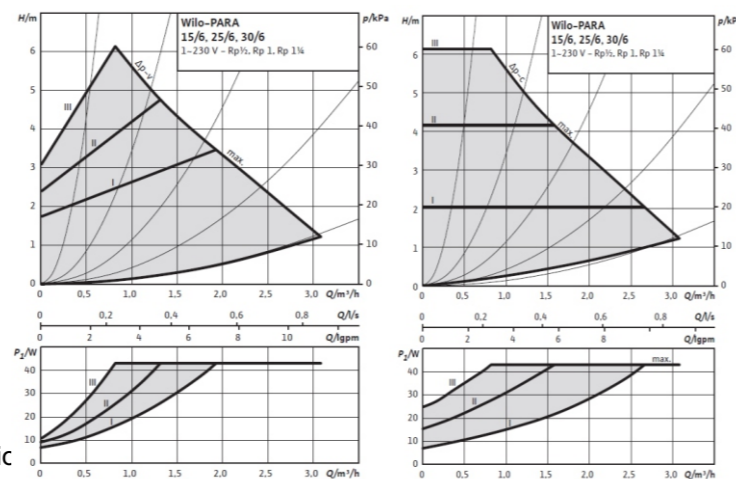 H/m
p/kPa
Wilo-PARA
15/6, 25/6, 30/6
1~230 V - Rp½, Rp 1, Rp 1¼
6
5
4
3
2
1
0
60
50
40
30
20
10
0
Δp-v
max.
III
II
I
0 0,5 1,0 1,5 2,0 2,5 3,0 Q/m³/h
0 0,2 0,4 0,6 0,8 Q/l/s
0 2 4 6 8 10 Q/lgpm
P₁/W
40
30
20
10
0
III
II
I
0 0,5 1,0 1,5 2,0 2,5 3,0 Q/m³/h
ic
H/m
p/kPa
Wilo-PARA
15/6, 25/6, 30/6
1~230 V - Rp½, Rp 1, Rp 1¼
6
5
4
3
2
1
0
60
50
40
30
20
10
0
Δp-c
max.
III
II
I
0 0,5 1,0 1,5 2,0 2,5 3,0 Q/m³/h
0 0,2 0,4 0,6 0,8 Q/l/s
0 2 4 6 8 Q/lgpm
P₁/W
40
30
20
10
0
max.
III
II
I
0 0,5 1,0 1,5 2,0 2,5 3,0 Q/m³/h